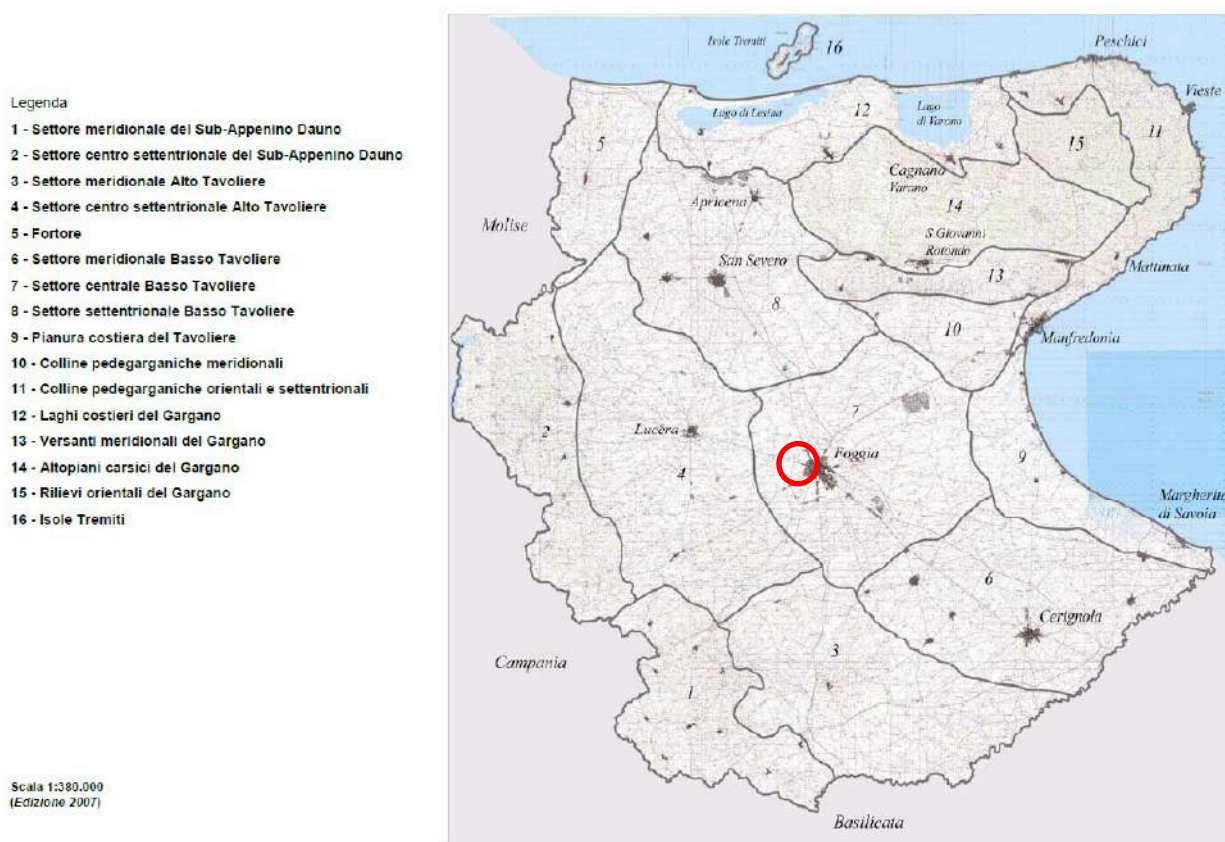 Legenda
1 - Settore meridionale del Sub-Appenino Dauno
2 - Settore centro settentrionale del Sub-Appenino Dauno
3 - Settore meridionale Alto Tavoliere
4 - Settore centro settentrionale Alto Tavoliere
5 - Fortore
6 - Settore meridionale Basso Tavoliere
7 - Settore centrale Basso Tavoliere
8 - Settore settentrionale Basso Tavoliere
9 - Pianura costiera del Tavoliere
10 - Colline pedegarganiche meridionali
11 - Colline pedegarganiche orientali e settentrionali
12 - Laghi costieri del Gargano
13 - Versanti meridionali del Gargano
14 - Altopiani carsici del Gargano
15 - Rilievi orientali del Gargano
16 - Isole Tremiti
Scala 1:380.000
(Edizione 2007)
Isole Tremiti
16
Peschici
Vieste
Lago di Lesina
12
Lago
di Varano
11
5
15
Cagnano
Varano
Apricena
14
Molise
S.Giovanni
Rotondo
San Severo
13
Mattinata
8
10
Manfredonia
7
Lucera
2
Foggia
4
9
Margherita
di Savoia
6
Cerignola
3
Campania
1
Basilicata